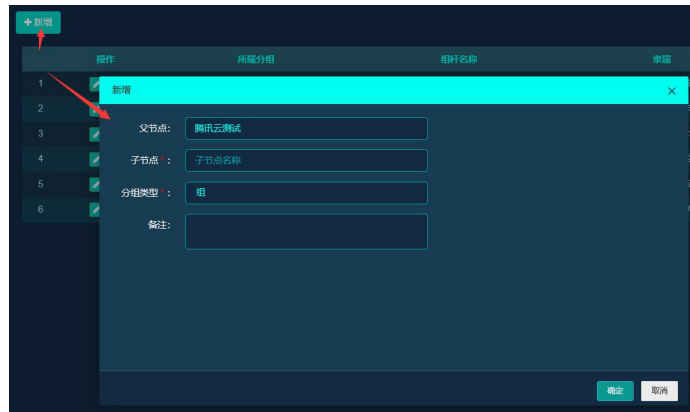 +新增
操作 所属分组 组杆名称 隶属
1
2
3
4
5
6
新增 ×
父节点: 腾讯云测试
子节点*: 子节点名称
分组类型*: 组
备注:
确定 取消